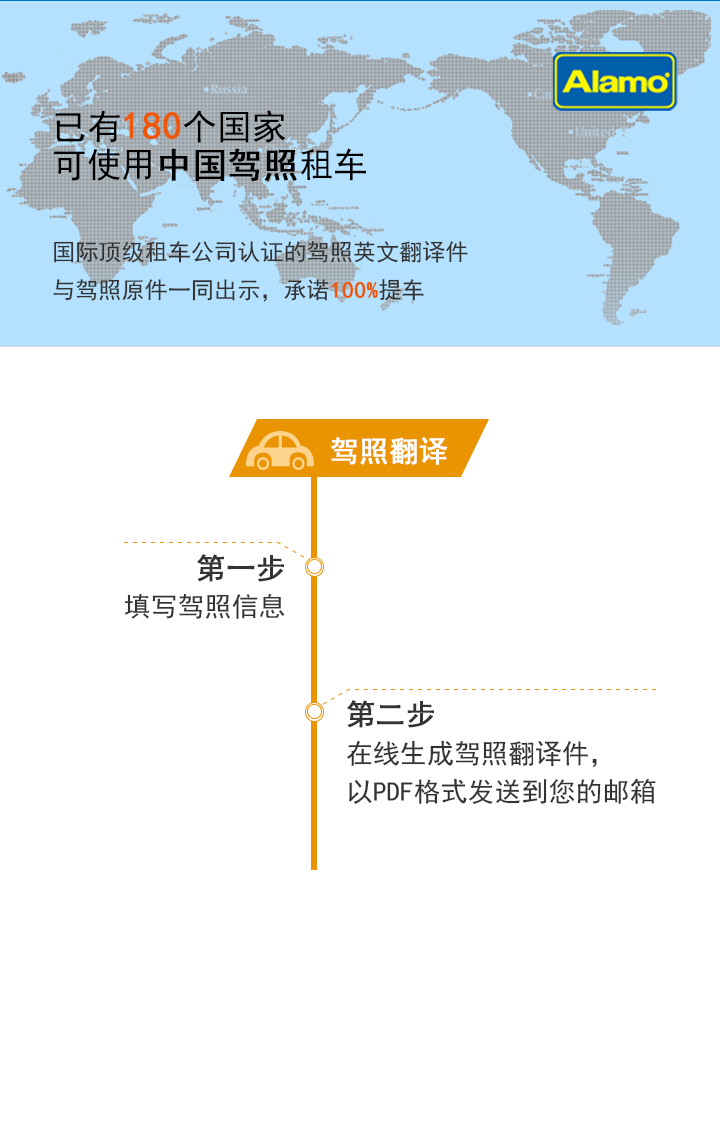 Russia
Alamo
Ca
United
已有180个国家
可使用中国驾照租车
国际顶级租车公司认证的驾照英文翻译件
与驾照原件一同出示，承诺100%提车
驾照翻译
第一步
填写驾照信息
第二步
在线生成驾照翻译件，
以PDF格式发送到您的邮箱